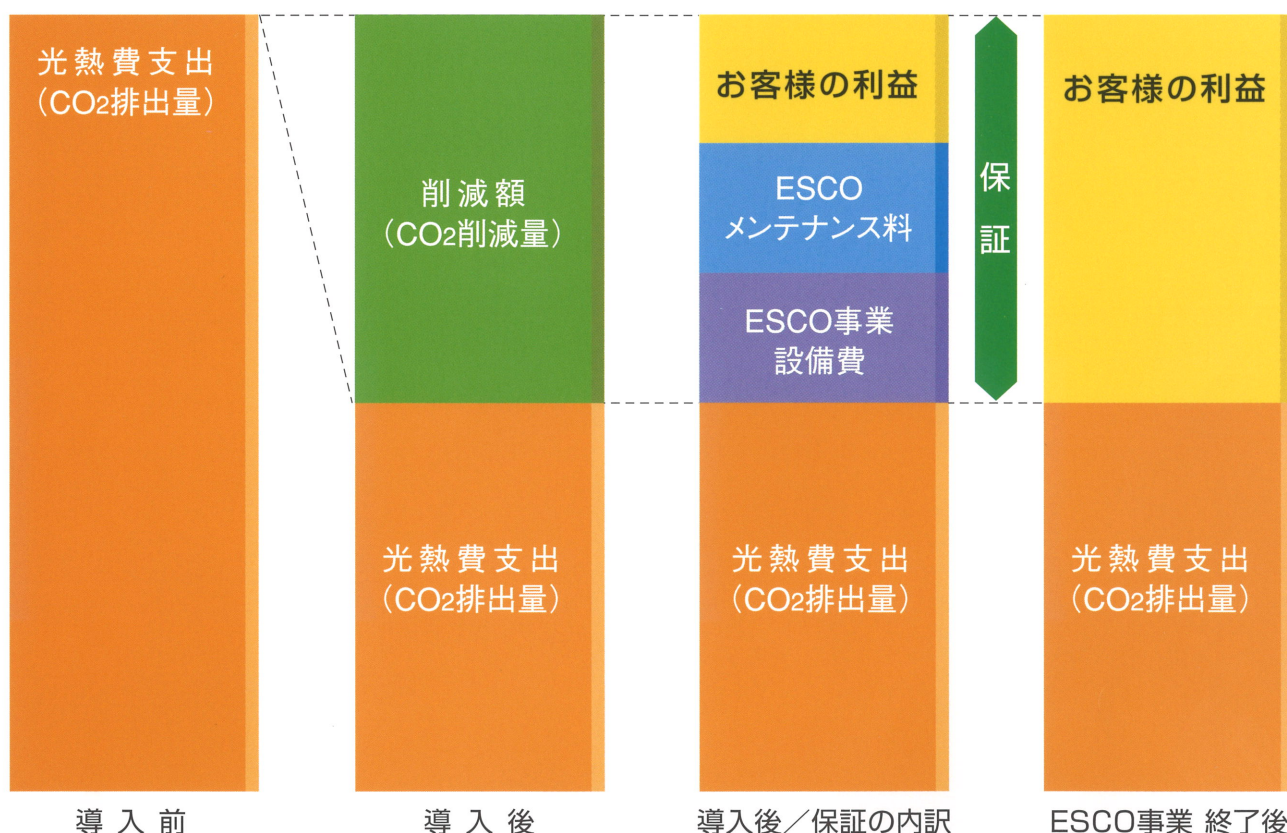 光熱費支出
（CO2排出量）
導入前
削減額
（CO2削減量）
光熱費支出
（CO2排出量）
導入後
お客様の利益
ESCO
メンテナンス料
ESCO事業
設備費
光熱費支出
（CO2排出量）
導入後／保証の内訳
保証
お客様の利益
光熱費支出
（CO2排出量）
ESCO事業 終了後